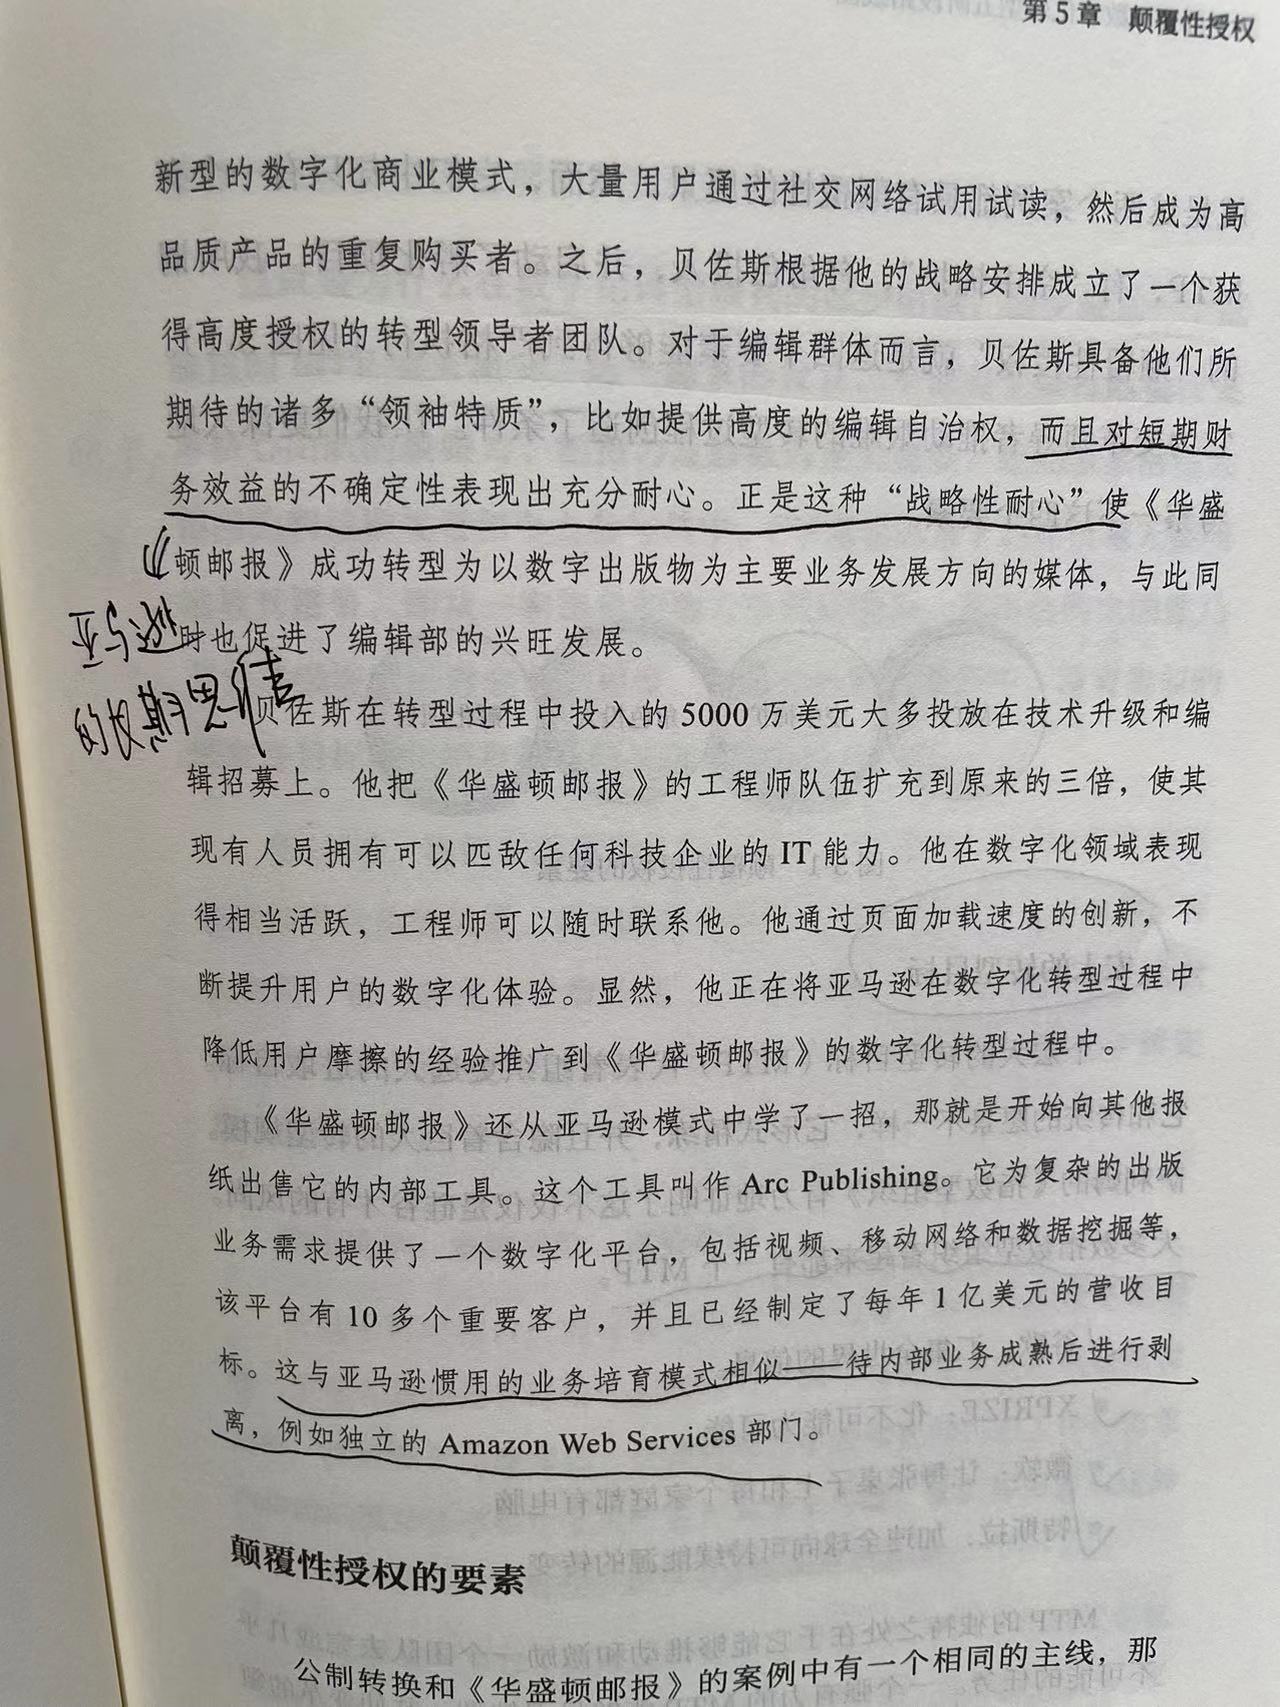 第 5 章　颠覆性授权
新型的数字化商业模式，大量用户通过社交网络试用试读，然后成为高
品质产品的重复购买者。之后，贝佐斯根据他的战略安排成立了一个获
得高度授权的转型领导者团队。对于编辑群体而言，贝佐斯具备他们所
期待的诸多“领袖特质”，比如提供高度的编辑自治权，而且对短期财
务效益的不确定性表现出充分耐心。正是这种“战略性耐心”使《华盛
顿邮报》成功转型为以数字出版物为主要业务发展方向的媒体，与此同
时也促进了编辑部的兴旺发展。
的长期思维
贝佐斯在转型过程中投入的 5000 万美元大多投放在技术升级和编
辑招募上。他把《华盛顿邮报》的工程师队伍扩充到原来的三倍，使其
现有人员拥有可以匹敌任何科技企业的 IT 能力。他在数字化领域表现
得相当活跃，工程师可以随时联系他。他通过页面加载速度的创新，不
断提升用户的数字化体验。显然，他正在将亚马逊在数字化转型过程中
降低用户摩擦的经验推广到《华盛顿邮报》的数字化转型过程中。
《华盛顿邮报》还从亚马逊模式中学了一招，那就是开始向其他报
纸出售它的内部工具。这个工具叫作 Arc Publishing。它为复杂的出版
业务需求提供了一个数字化平台，包括视频、移动网络和数据挖掘等，
该平台有 10 多个重要客户，并且已经制定了每年 1 亿美元的营收目
标。这与亚马逊惯用的业务培育模式相似——待内部业务成熟后进行剥
离，例如独立的 Amazon Web Services 部门。
颠覆性授权的要素
公制转换和《华盛顿邮报》的案例中有一个相同的主线，那